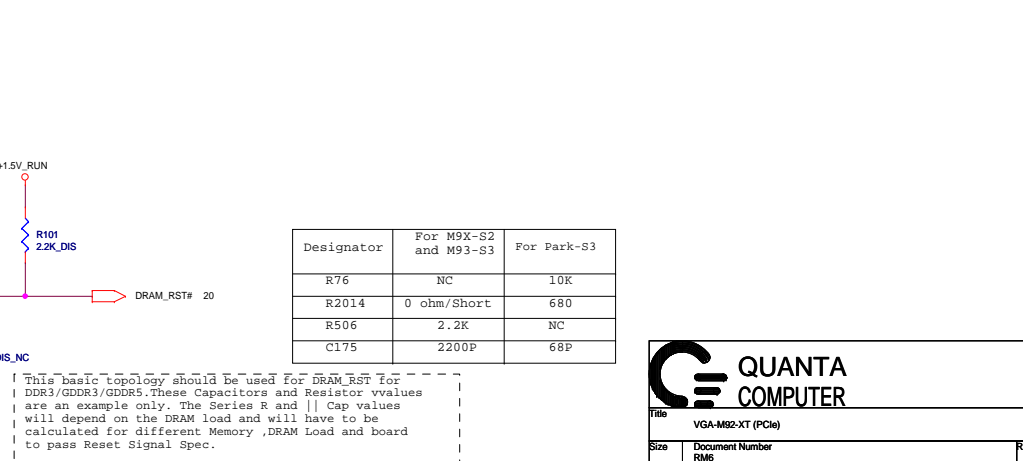 +1.5V_RUN
R101
2.2K_DIS
DRAM_RST# 20
DIS_NC
Designator For M9X-S2 and M93-S3 For Park-S3
R76 NC 10K
R2014 0 ohm/Short 680
R506 2.2K NC
C175 2200P 68P
This basic topology should be used for DRAM_RST for
DDR3/GDDR3/GDDR5.These Capacitors and Resistor vvalues
are an example only. The Series R and || Cap values
will depend on the DRAM load and will have to be
calculated for different Memory ,DRAM Load and board
to pass Reset Signal Spec.
QUANTA
COMPUTER
Title
VGA-M92-XT (PCIe)
Size Document Number R
RM6